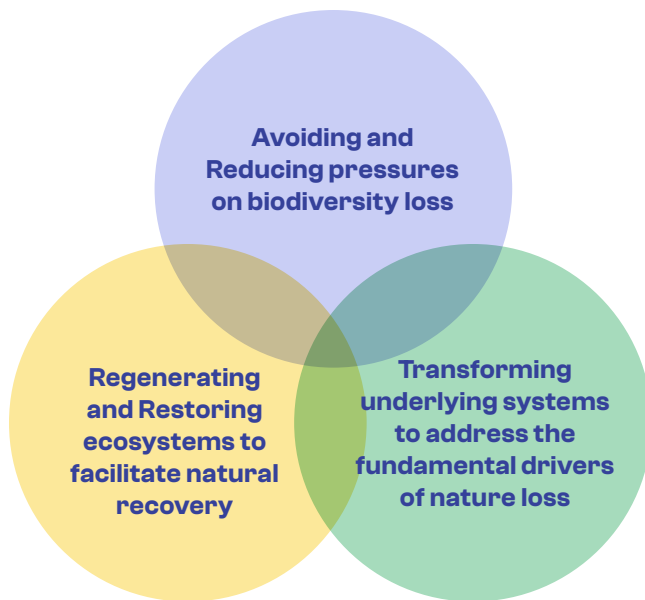 Avoiding and
Reducing pressures
on biodiversity loss
Regenerating
and Restoring
ecosystems to
facilitate natural
recovery
Transforming
underlying systems
to address the
fundamental drivers
of nature loss